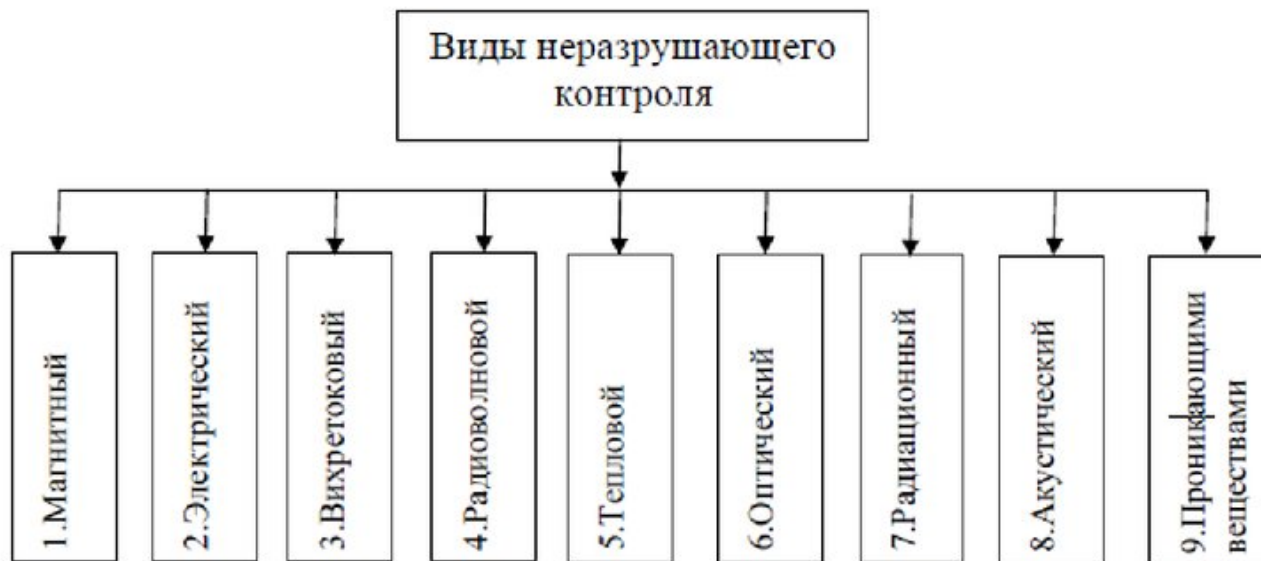 Виды неразрушающего
контроля
1.Магнитный
2.Электрический
3.Вихретоковый
4.Радиоволновой
5.Тепловой
6.Оптический
7.Радиационный
8.Акустический
9.Проникающими
веществами